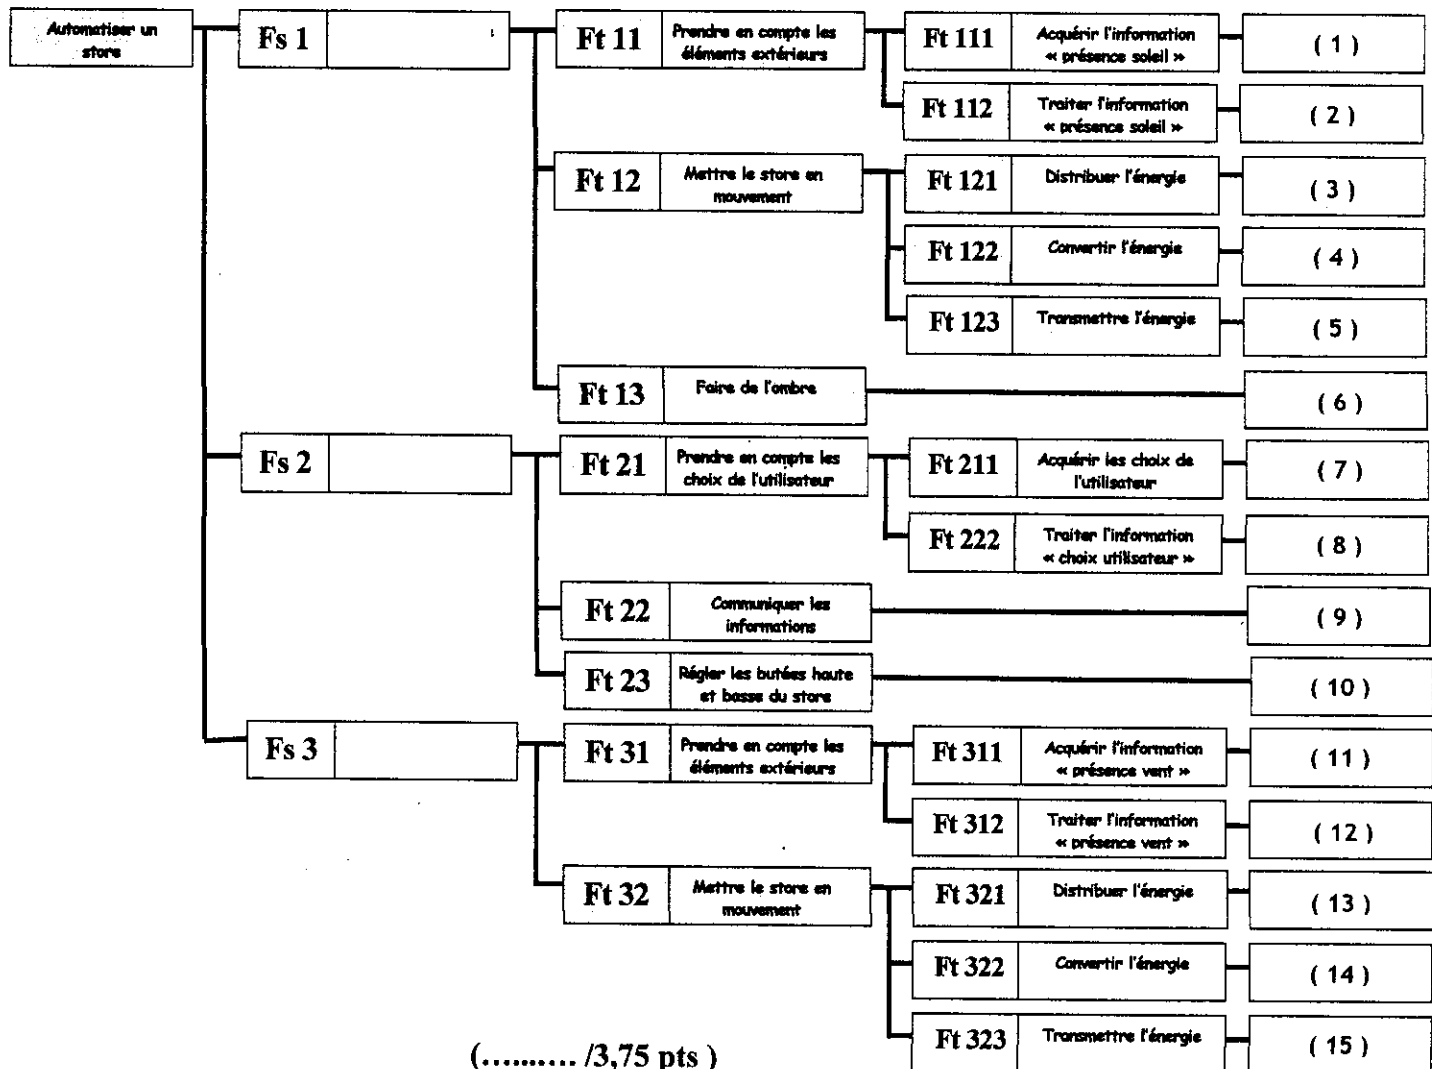 Automatiser un
store
Fs 1
Ft 11
Prendre en compte les
éléments extérieurs
Ft 111
Acquérir l'information
« présence soleil »
( 1 )
Ft 112
Traiter l'information
« présence soleil »
( 2 )
Ft 12
Mettre le store en
mouvement
Ft 121
Distribuer l'énergie
( 3 )
Ft 122
Convertir l'énergie
( 4 )
Ft 123
Transmettre l'énergie
( 5 )
Ft 13
Faire de l'ombre
( 6 )
Fs 2
Ft 21
Prendre en compte les
choix de l'utilisateur
Ft 211
Acquérir les choix de
l'utilisateur
( 7 )
Ft 222
Traiter l'information
« choix utilisateur »
( 8 )
Ft 22
Communiquer les
informations
( 9 )
Ft 23
Régler les butées haute
et basse du store
( 10 )
Fs 3
Ft 31
Prendre en compte les
éléments extérieurs
Ft 311
Acquérir l'information
« présence vent »
( 11 )
Ft 312
Traiter l'information
« présence vent »
( 12 )
Ft 32
Mettre le store en
mouvement
Ft 321
Distribuer l'énergie
( 13 )
Ft 322
Convertir l'énergie
( 14 )
Ft 323
Transmettre l'énergie
( 15 )
(.......... /3,75 pts )